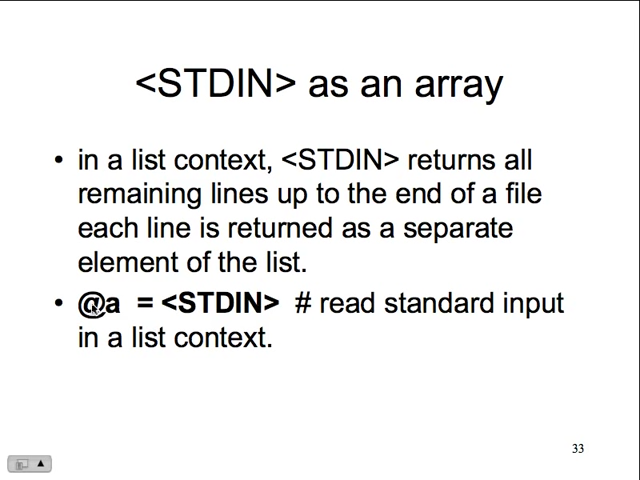 <STDIN> as an array
• in a list context, <STDIN> returns all
remaining lines up to the end of a file
each line is returned as a separate
element of the list.
• @a = <STDIN> # read standard input
in a list context.
33